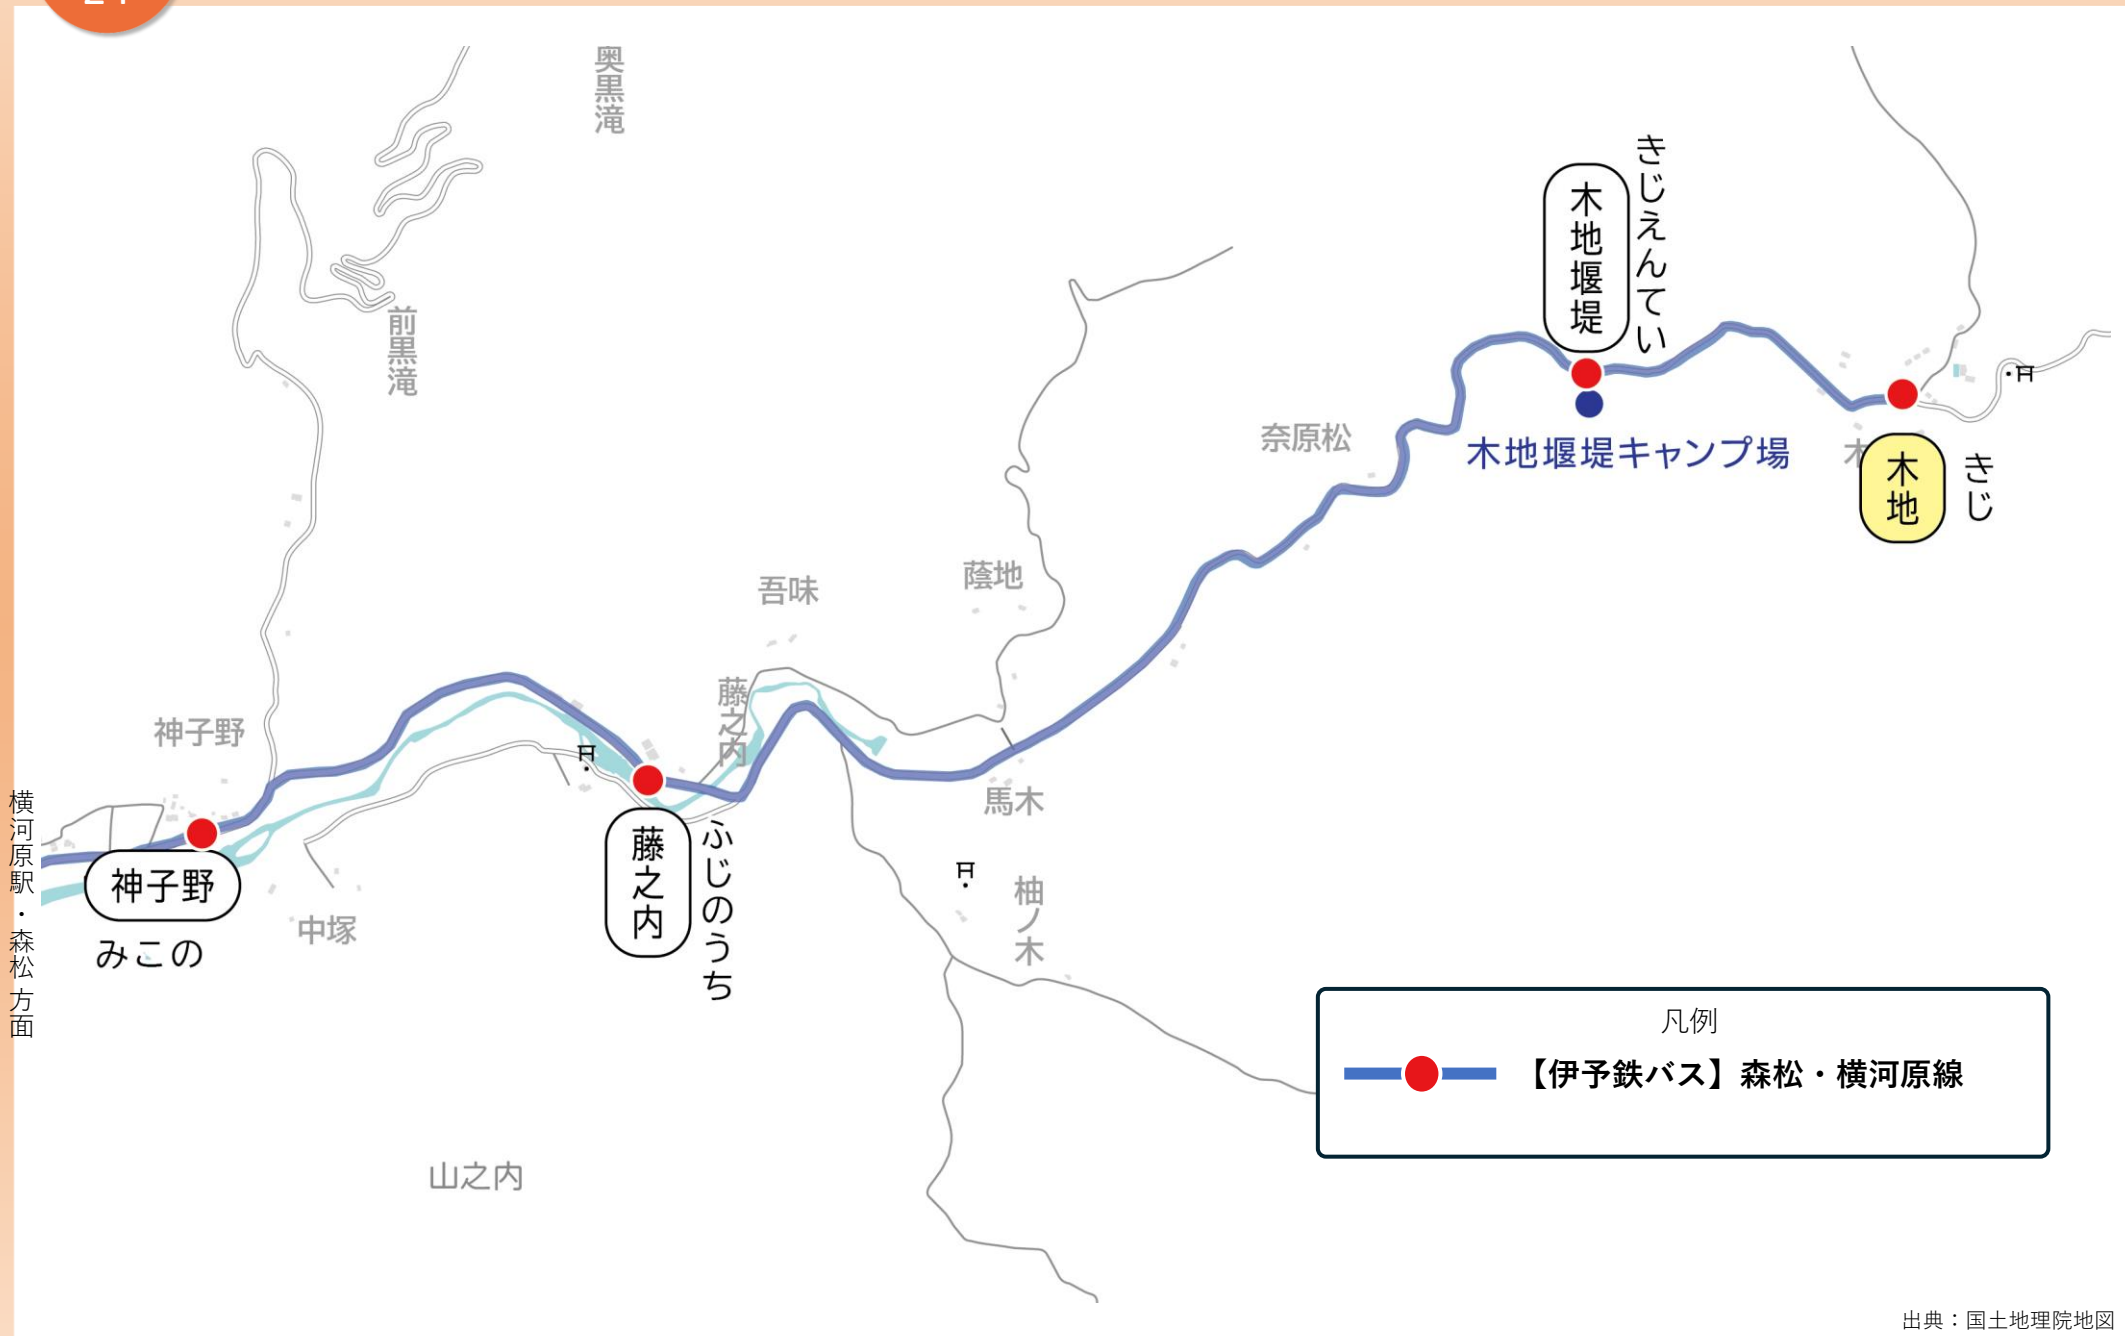 奥黒滝
前黒滝
きじえんてい
木地堰堤
奈原松
木地堰堤キャンプ場
木
木地
きじ
吾味
蔭地
藤之内
神子野
馬木
横河原駅・森松方面
神子野
みこの
藤之内
ふじのうち
中塚
柚ノ木
山之内
凡例
【伊予鉄バス】森松・横河原線
出典：国土地理院地図